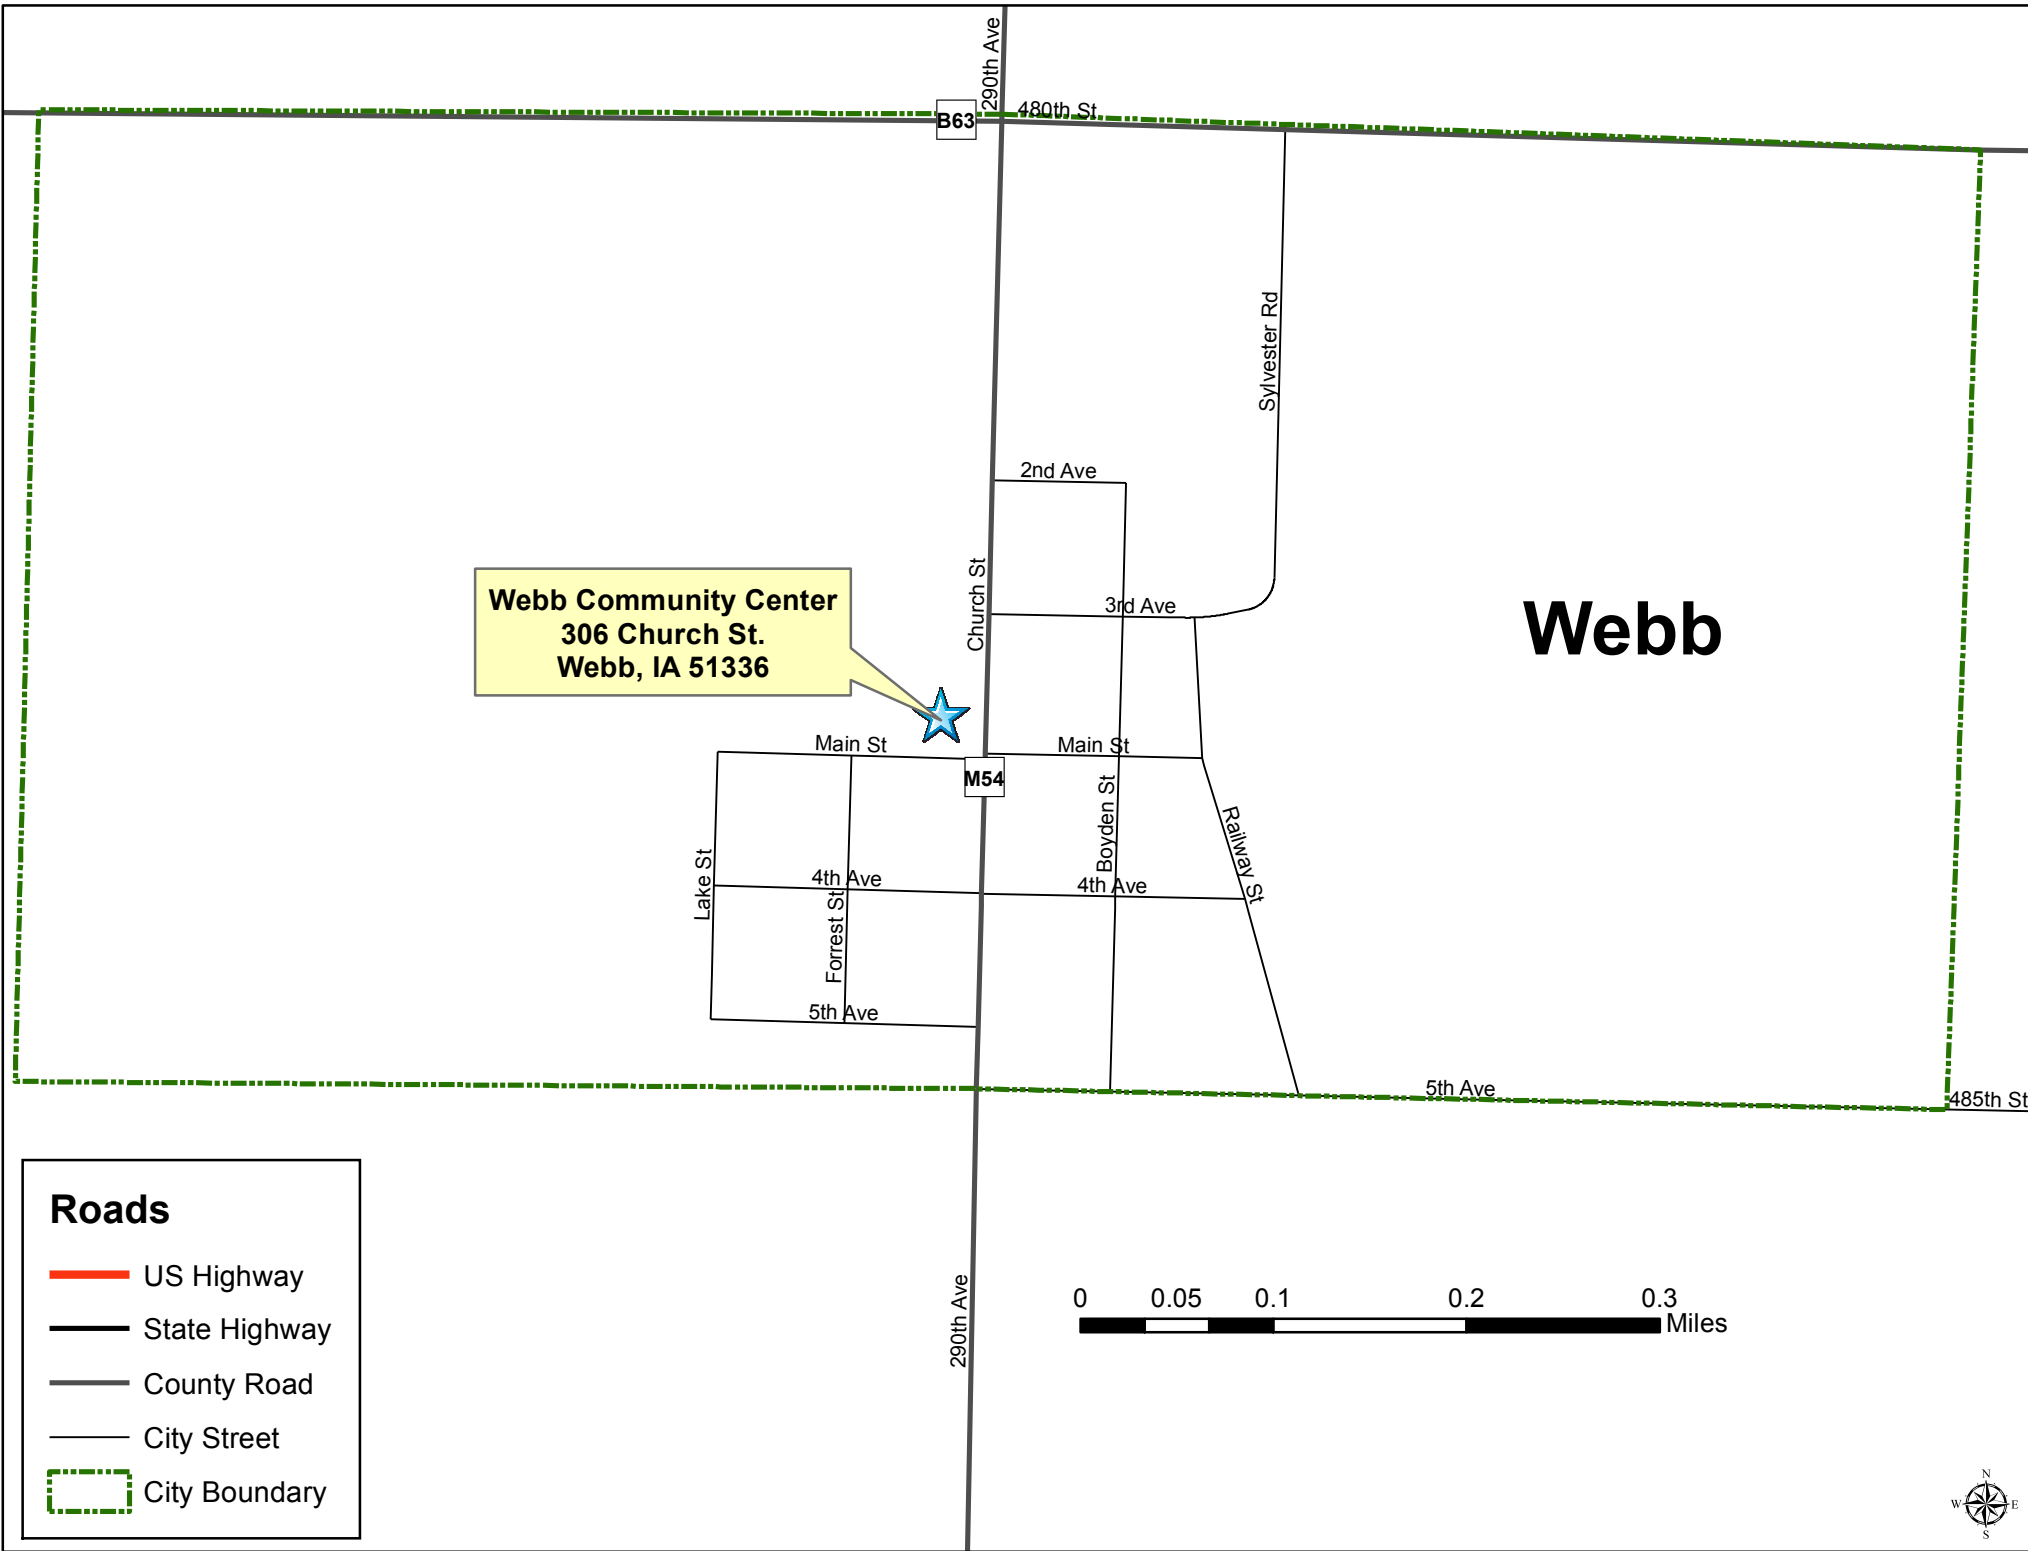 290th Ave
B63
480th St
Sylvester Rd
2nd Ave
Church St
3rd Ave
Webb Community Center
306 Church St.
Webb, IA 51336
Webb
Main St
Main St
M54
Boyden St
Railway St
Lake St
4th Ave
4th Ave
Forrest St
5th Ave
5th Ave
485th St
Roads
US Highway
State Highway
County Road
City Street
City Boundary
290th Ave
0 0.05 0.1 0.2 0.3
Miles
N
W E
S